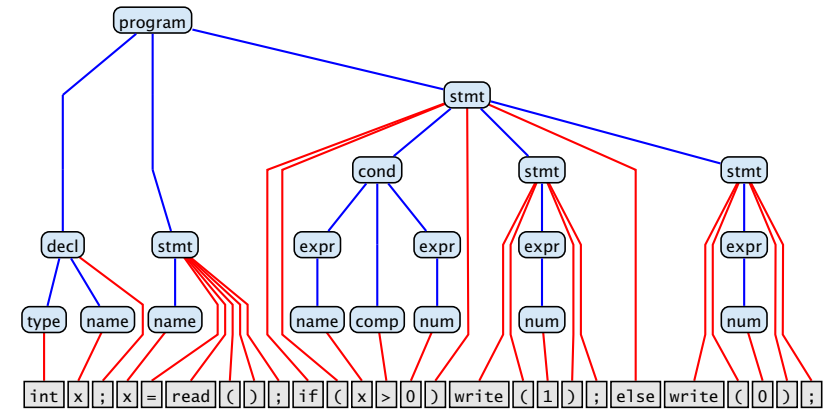 program
stmt
cond stmt stmt
decl stmt expr expr expr expr
type name name name comp num num num
int x ; x = read ( ) ; if ( x > 0 ) write ( 1 ) ; else write ( 0 ) ;